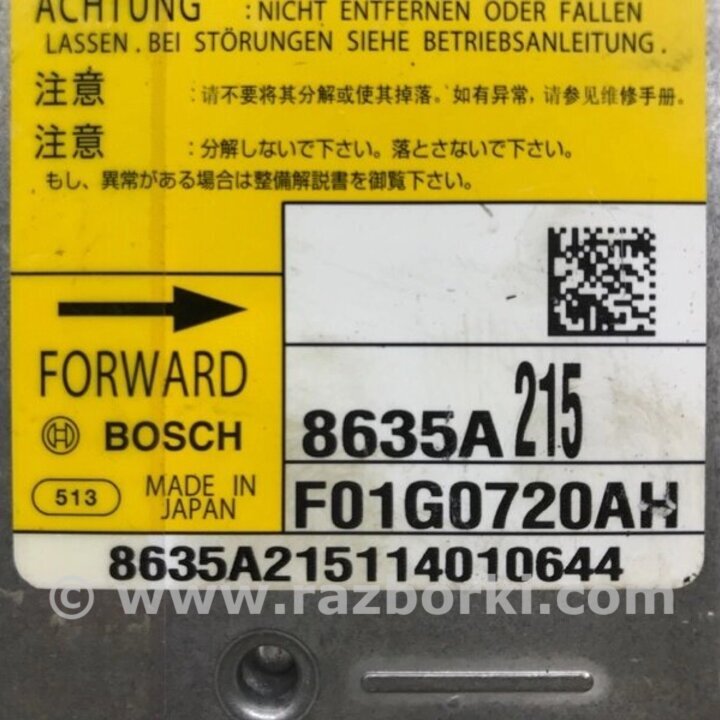 ACHTUNG :NICHT ENTFERNEN ODER FALLEN
LASSEN. BEI STÖRUNGEN SIEHE BETRIEBSANLEITUNG.
注意 :请不要将其分解或使其掉落。如有异常,请参见维修手册。
注意 :分解しないで下さい。落とさないで下さい。
もし、異常がある場合は整備解説書を御覧下さい。
FORWARD
BOSCH
513 MADE IN
JAPAN
8635A 215
F01G0720AH
8635A215114010644
© www.razborki.com